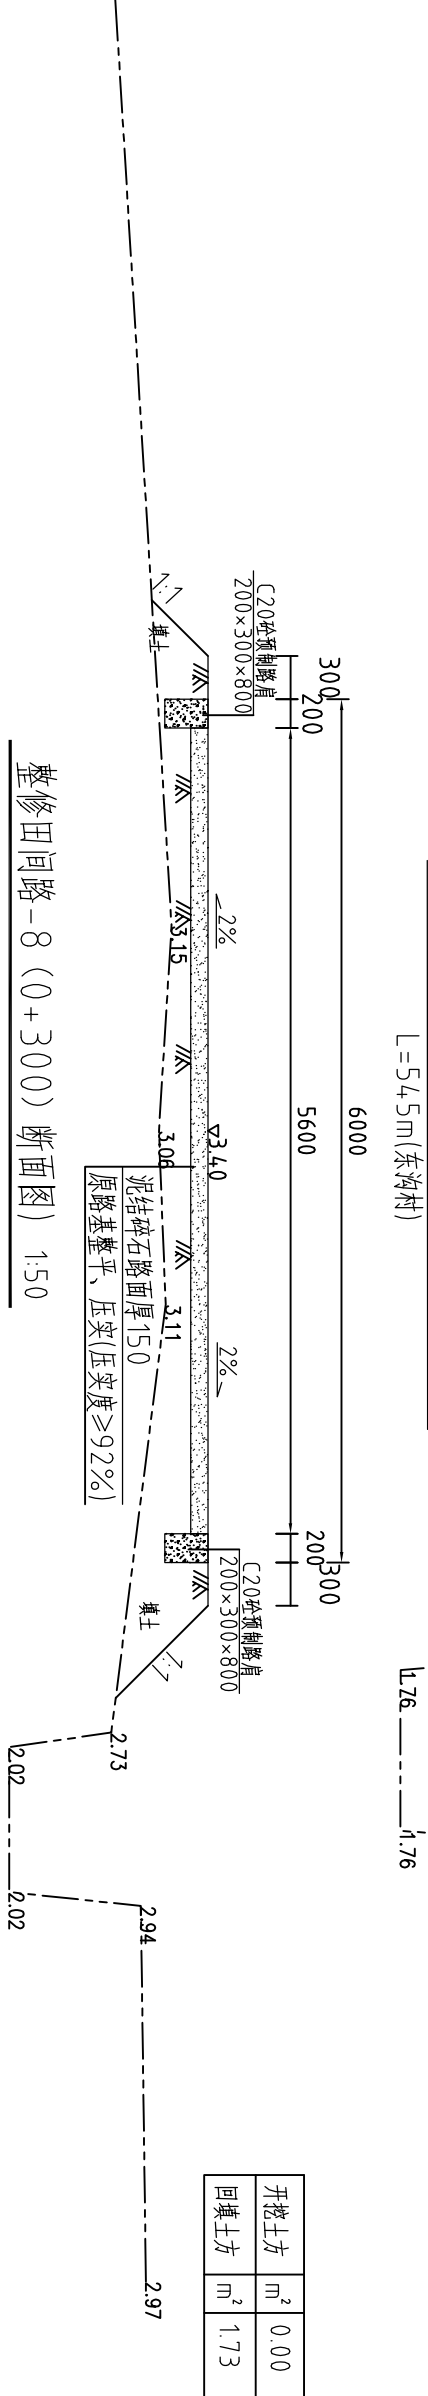 L=545m(东沟村)
1.76
1.76
6000
300
200
5600
200
300
C20砼预制路肩
200×300×800
C20砼预制路肩
200×300×800
2%
2%
3.40
1:1
填土
填土
1:1
3.15
3.06
3.11
泥结碎石路面厚150
原路基整平、压实(压实度≥92%)
2.73
2.02
2.02
2.94
2.97
整修田间路-8（0+300）断面图） 1:50
开挖土方 m² 0.00
回填土方 m² 1.73